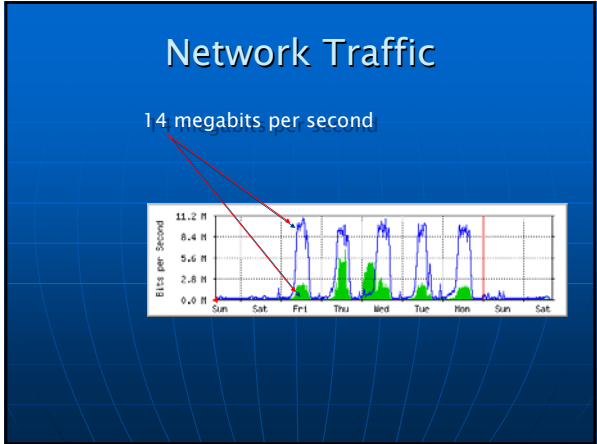 Network Traffic
14 megabits per second
Bits per Second
11.2 M
8.4 M
5.6 M
2.8 M
0.0 M
Sun Sat Fri Thu Wed Tue Mon Sun Sat